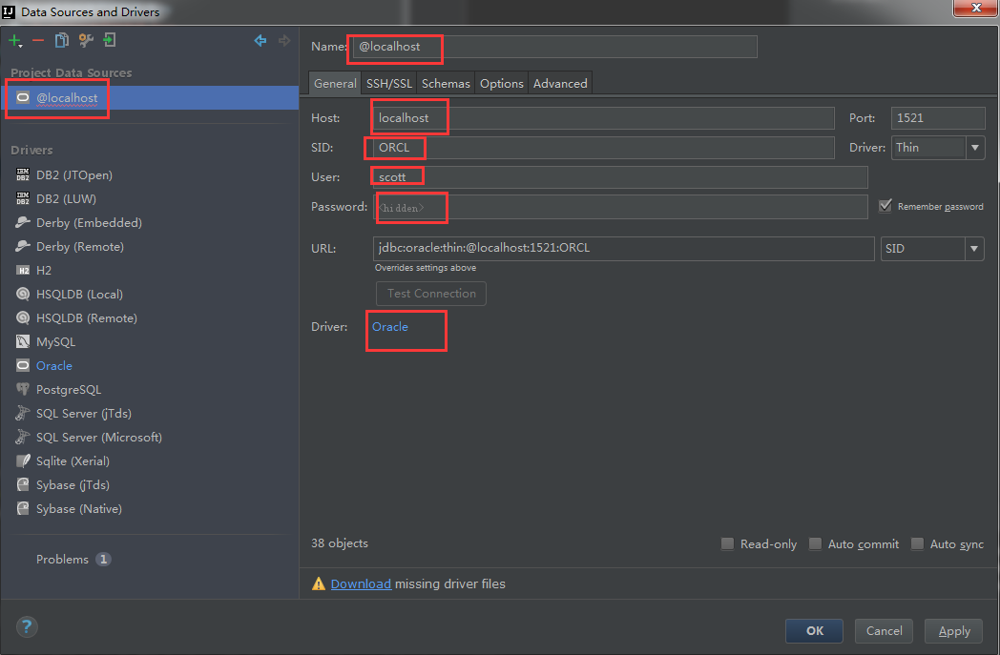 Data Sources and Drivers
Name: @localhost
Project Data Sources
@localhost
General SSH/SSL Schemas Options Advanced
Host: localhost Port: 1521
SID: ORCL Driver: Thin
User: scott
Password: <hidden> Remember password
URL: jdbc:oracle:thin:@localhost:1521:ORCL SID
Overrides settings above
Test Connection
Driver: Oracle
Drivers
DB2 (JTOpen)
DB2 (LUW)
Derby (Embedded)
Derby (Remote)
H2
HSQLDB (Local)
HSQLDB (Remote)
MySQL
Oracle
PostgreSQL
SQL Server (jTds)
SQL Server (Microsoft)
Sqlite (Xerial)
Sybase (jTds)
Sybase (Native)
Problems 1
38 objects Read-only Auto commit Auto sync
Download missing driver files
? OK Cancel Apply